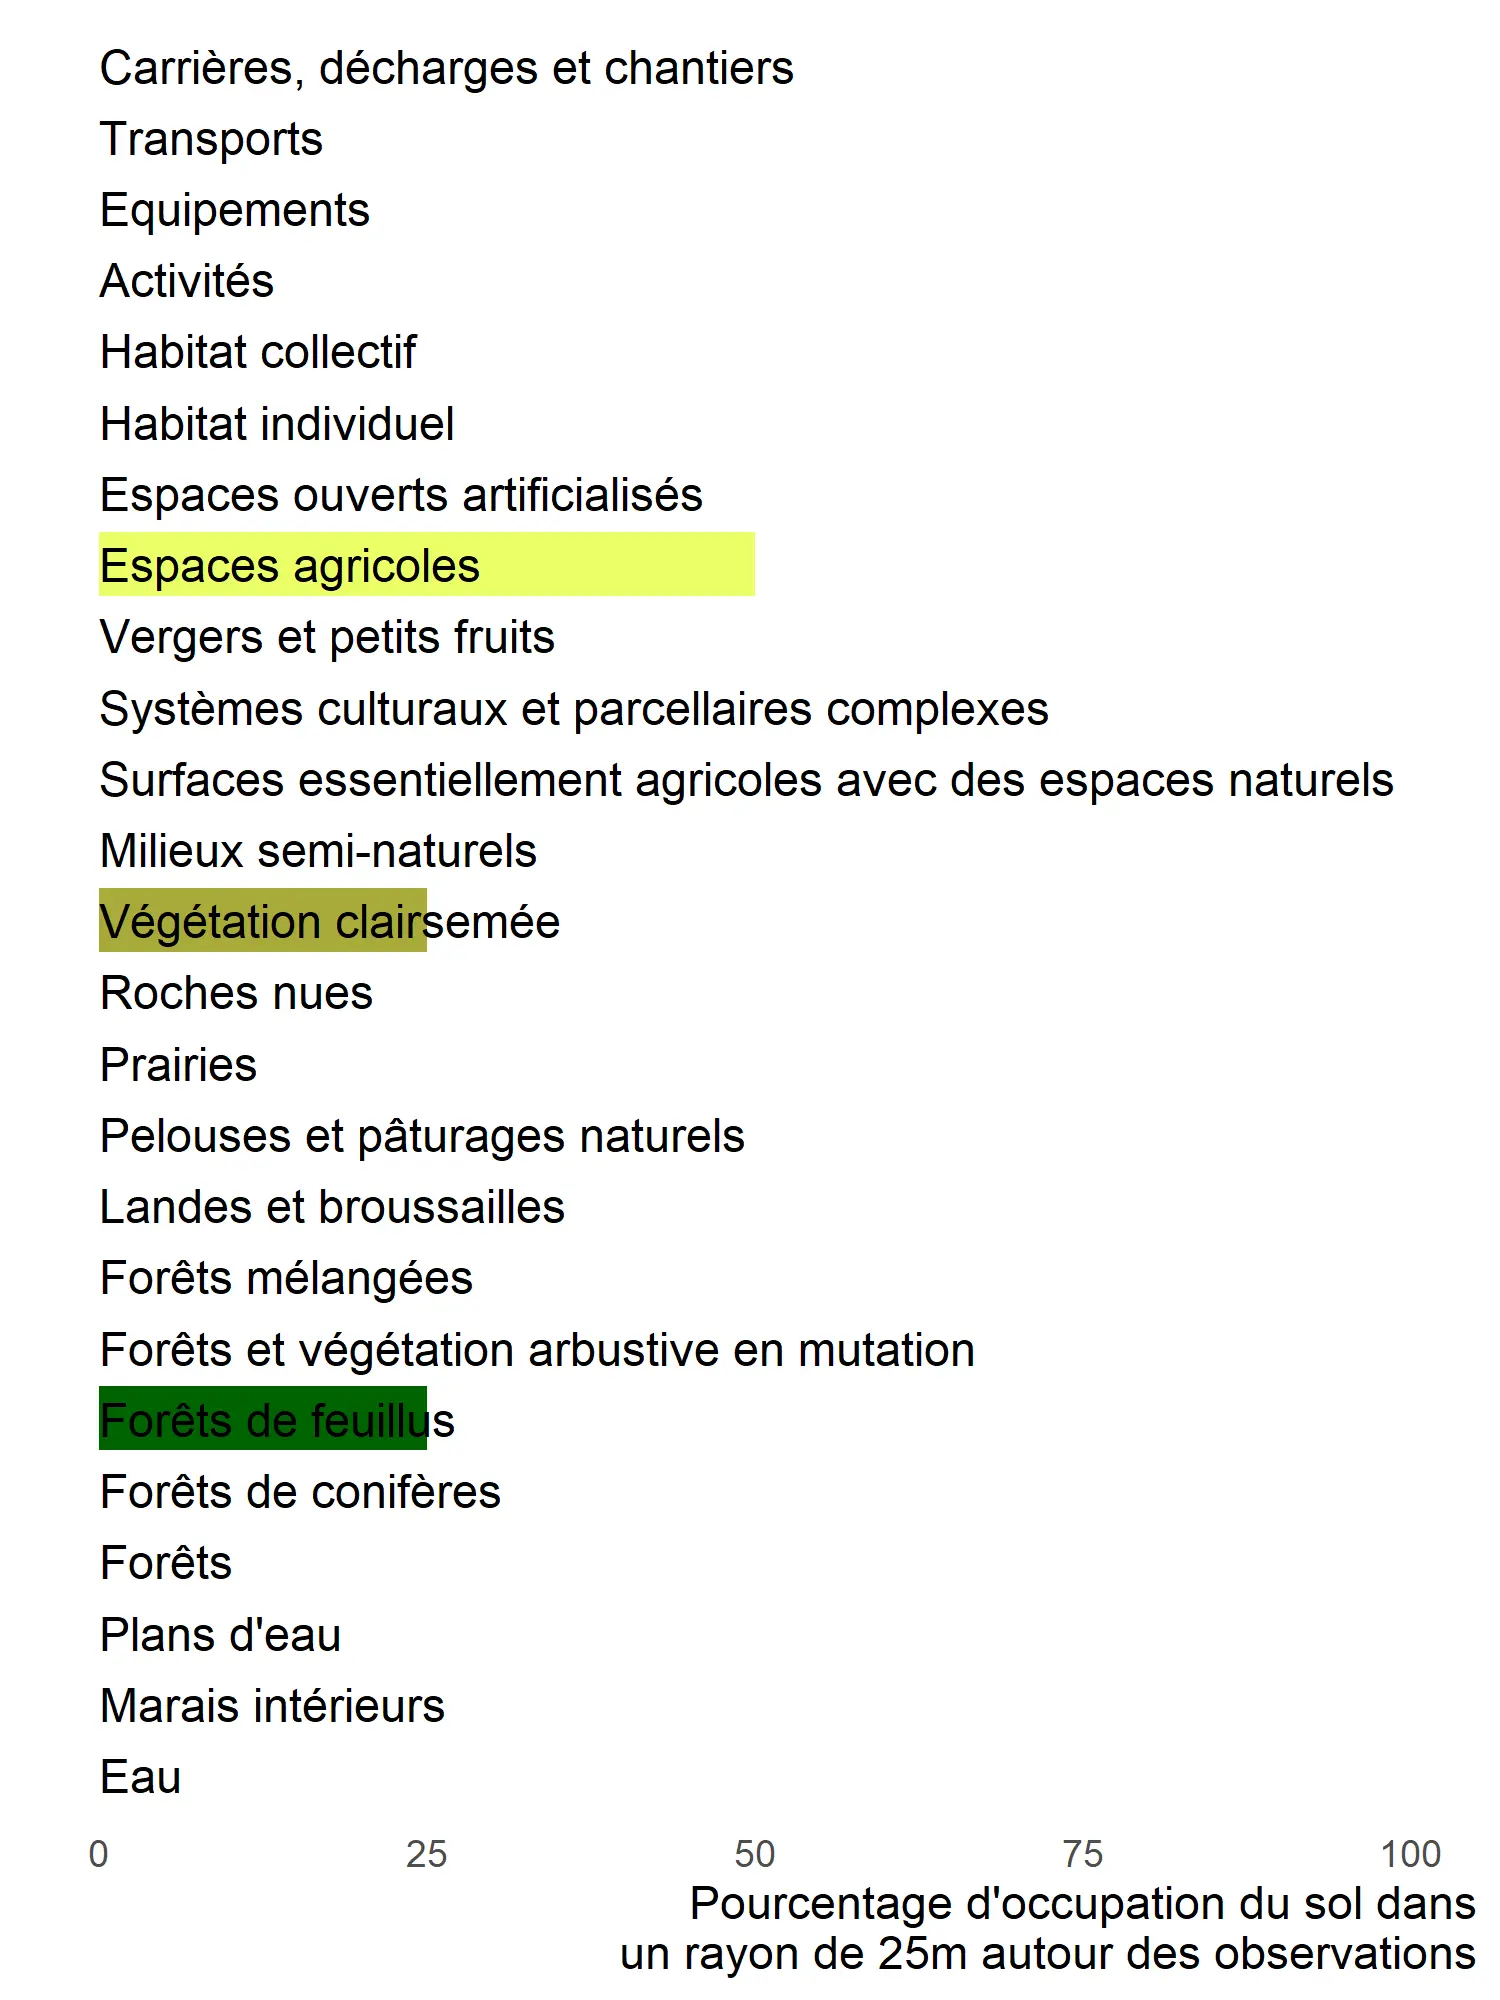 Carrières, décharges et chantiers
Transports
Equipements
Activités
Habitat collectif
Habitat individuel
Espaces ouverts artificialisés
Espaces agricoles
Vergers et petits fruits
Systèmes culturaux et parcellaires complexes
Surfaces essentiellement agricoles avec des espaces naturels
Milieux semi-naturels
Végétation clairsemée
Roches nues
Prairies
Pelouses et pâturages naturels
Landes et broussailles
Forêts mélangées
Forêts et végétation arbustive en mutation
Forêts de feuillus
Forêts de conifères
Forêts
Plans d'eau
Marais intérieurs
Eau
0 25 50 75 100
Pourcentage d'occupation du sol dans
un rayon de 25m autour des observations